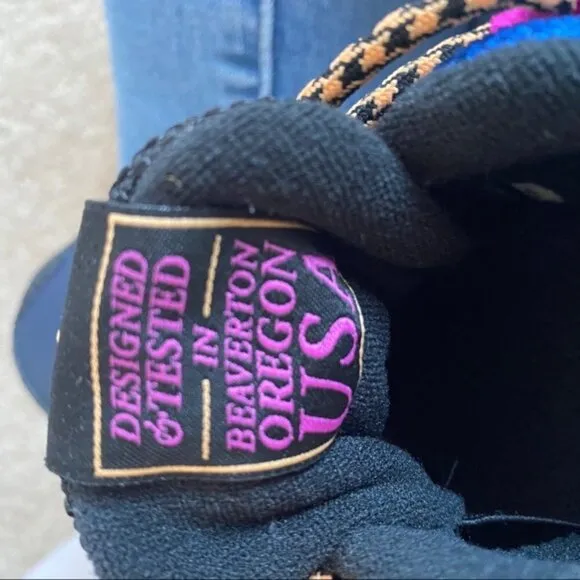 DESIGNED
& TESTED
IN
BEAVERTON
OREGON
USA